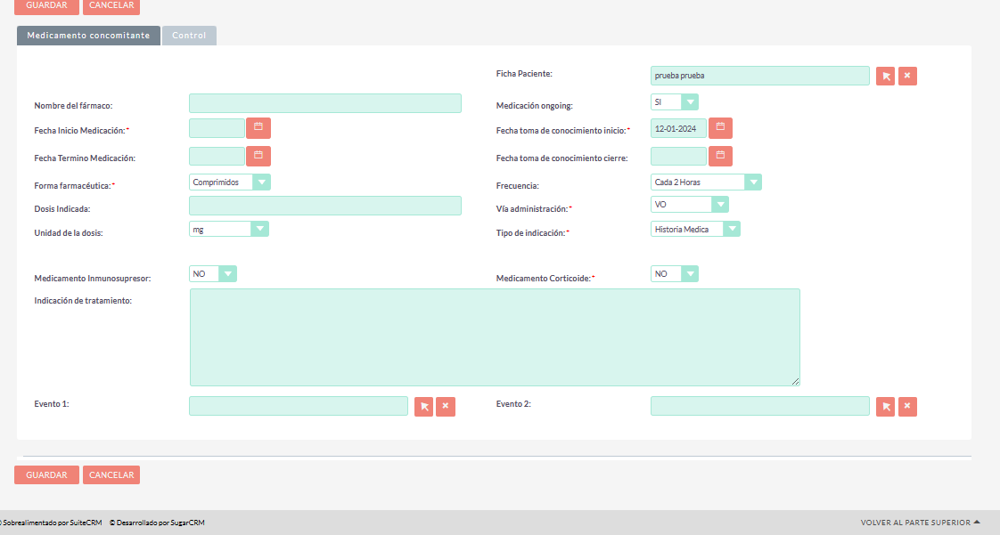 GUARDAR CANCELAR
Medicamento concomitante Control
Ficha Paciente: prueba prueba
Nombre del fármaco: Medicación ongoing: SI
Fecha Inicio Medicación:* Fecha toma de conocimiento inicio:* 12-01-2024
Fecha Termino Medicación: Fecha toma de conocimiento cierre:
Forma farmacéutica:* Comprimidos Frecuencia: Cada 2 Horas
Dosis Indicada: Vía administración:* VO
Unidad de la dosis: mg Tipo de indicación:* Historia Medica
Medicamento Inmunosupresor: NO Medicamento Corticoide:* NO
Indicación de tratamiento:
Evento 1: Evento 2:
GUARDAR CANCELAR
© Sobrealimentado por SuiteCRM © Desarrollado por SugarCRM VOLVER AL PARTE SUPERIOR